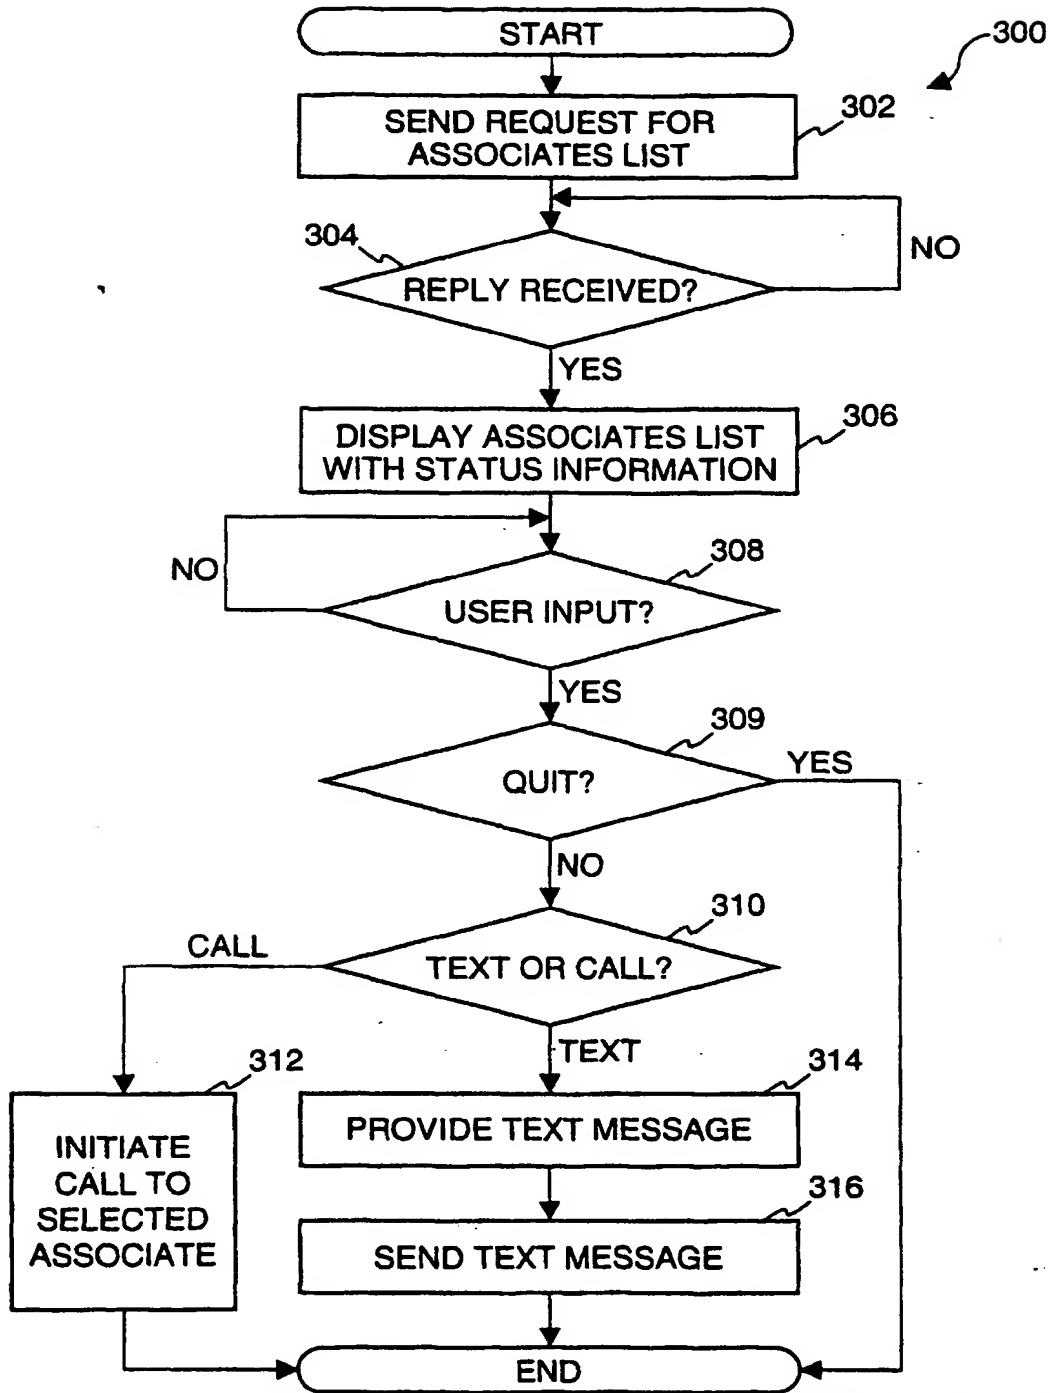 START
300
SEND REQUEST FOR
ASSOCIATES LIST
302
304
REPLY RECEIVED?
NO
YES
DISPLAY ASSOCIATES LIST
WITH STATUS INFORMATION
306
NO
308
USER INPUT?
YES
309
QUIT?
YES
NO
310
CALL
TEXT OR CALL?
TEXT
312
INITIATE
CALL TO
SELECTED
ASSOCIATE
314
PROVIDE TEXT MESSAGE
316
SEND TEXT MESSAGE
END